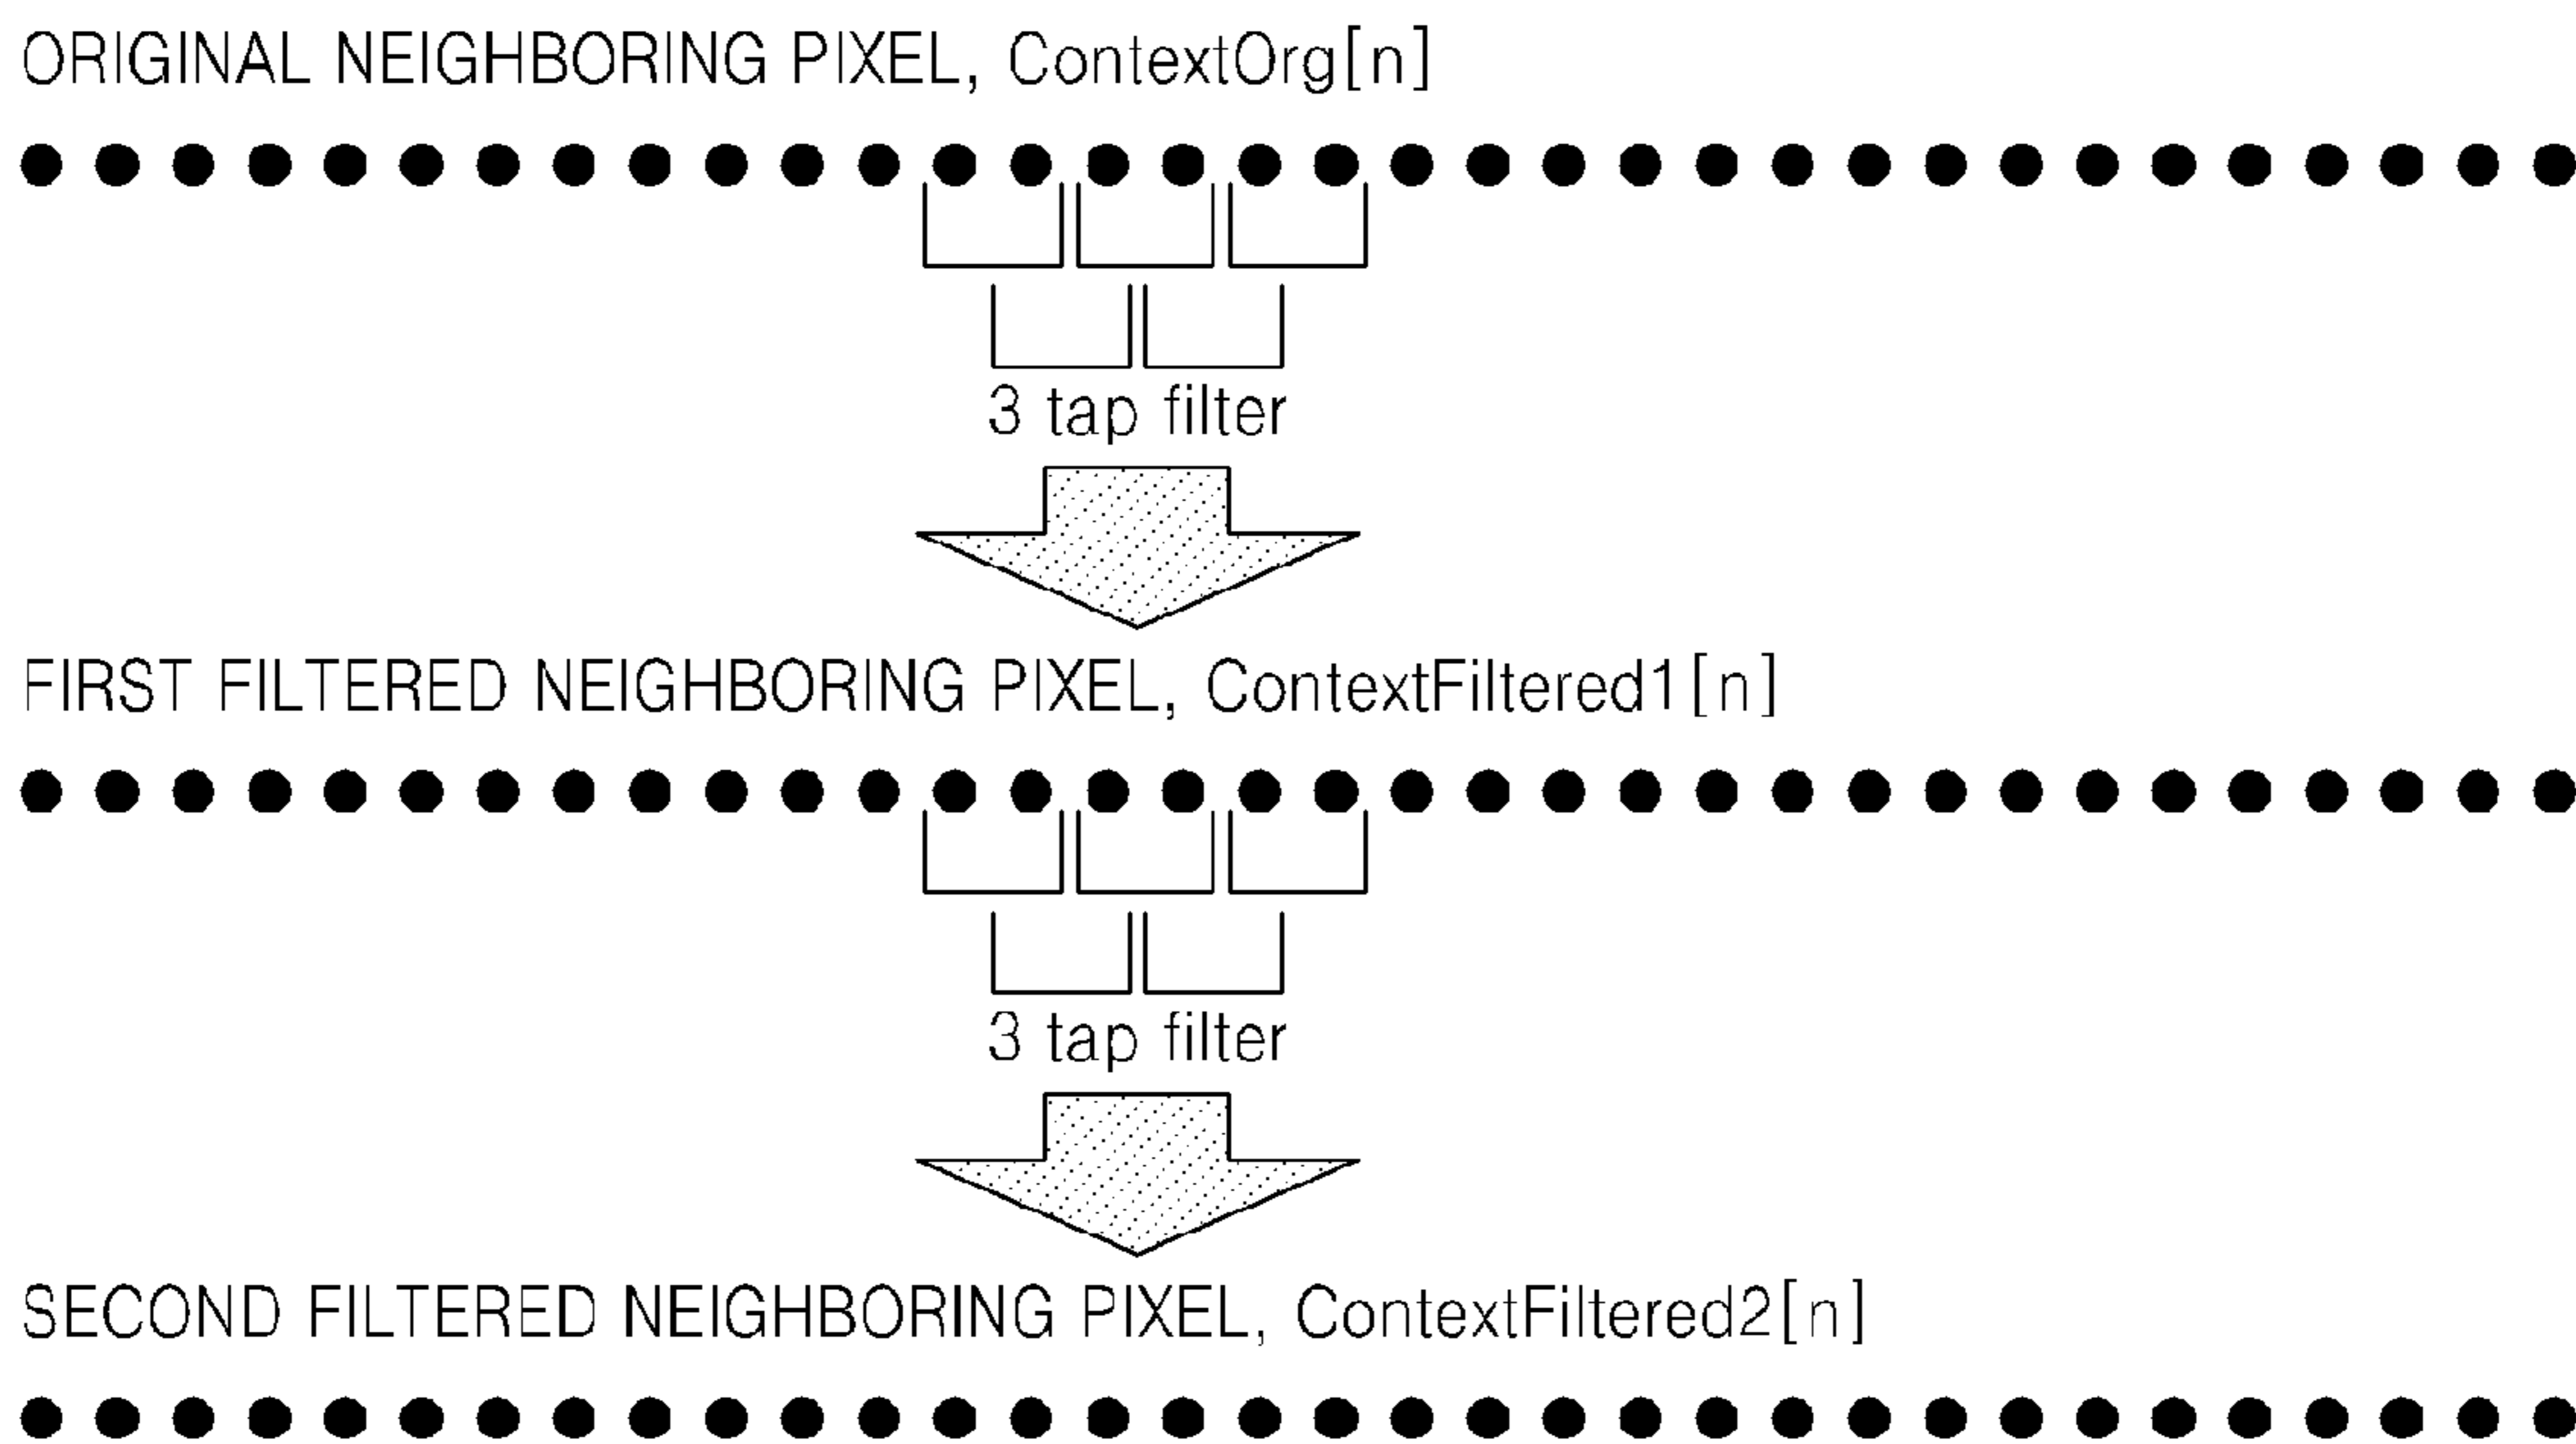 ORIGINAL NEIGHBORING PIXEL, ContextOrg[n]
3 tap filter
FIRST FILTERED NEIGHBORING PIXEL, ContextFiltered1[n]
3 tap filter
SECOND FILTERED NEIGHBORING PIXEL, ContextFiltered2[n]